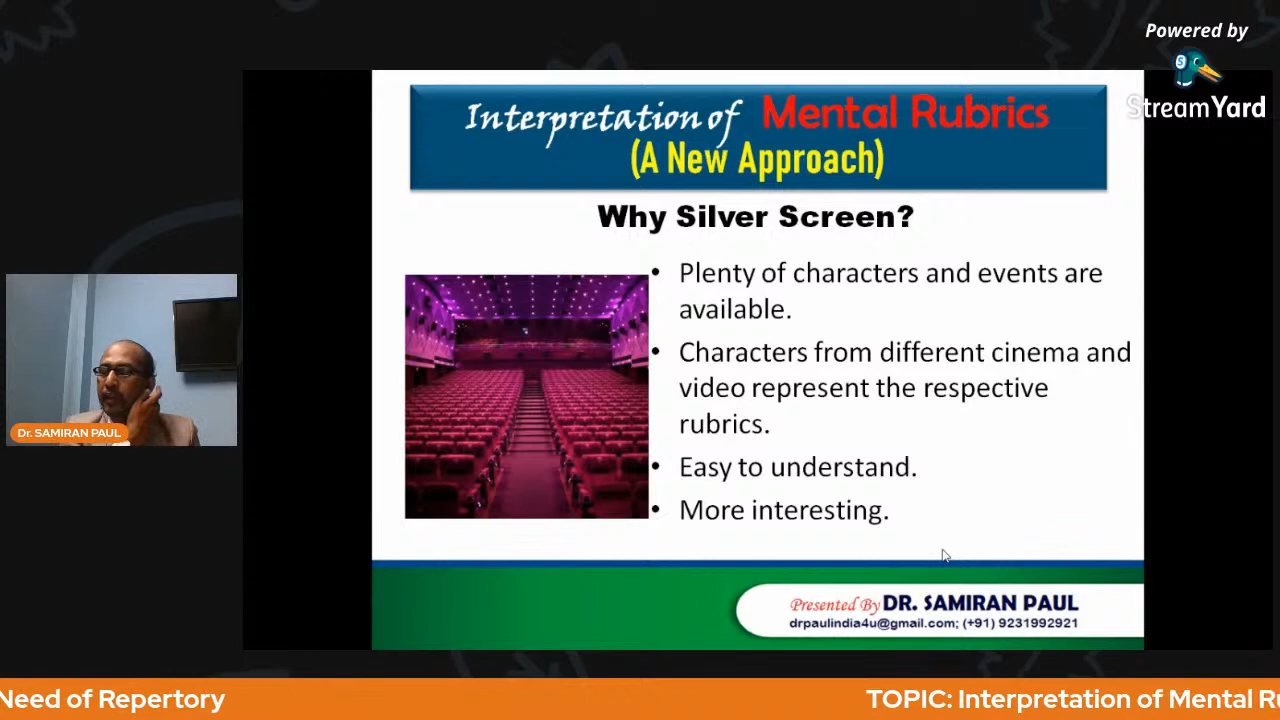 Powered by
StreamYard
Interpretation of Mental Rubrics
(A New Approach)
Why Silver Screen?
• Plenty of characters and events are
available.
• Characters from different cinema and
video represent the respective
rubrics.
• Easy to understand.
• More interesting.
Dr. SAMIRAN PAUL
Presented By DR. SAMIRAN PAUL
drpaulindia4u@gmail.com; (+91) 9231992921
Need of Repertory
TOPIC: Interpretation of Mental Ru